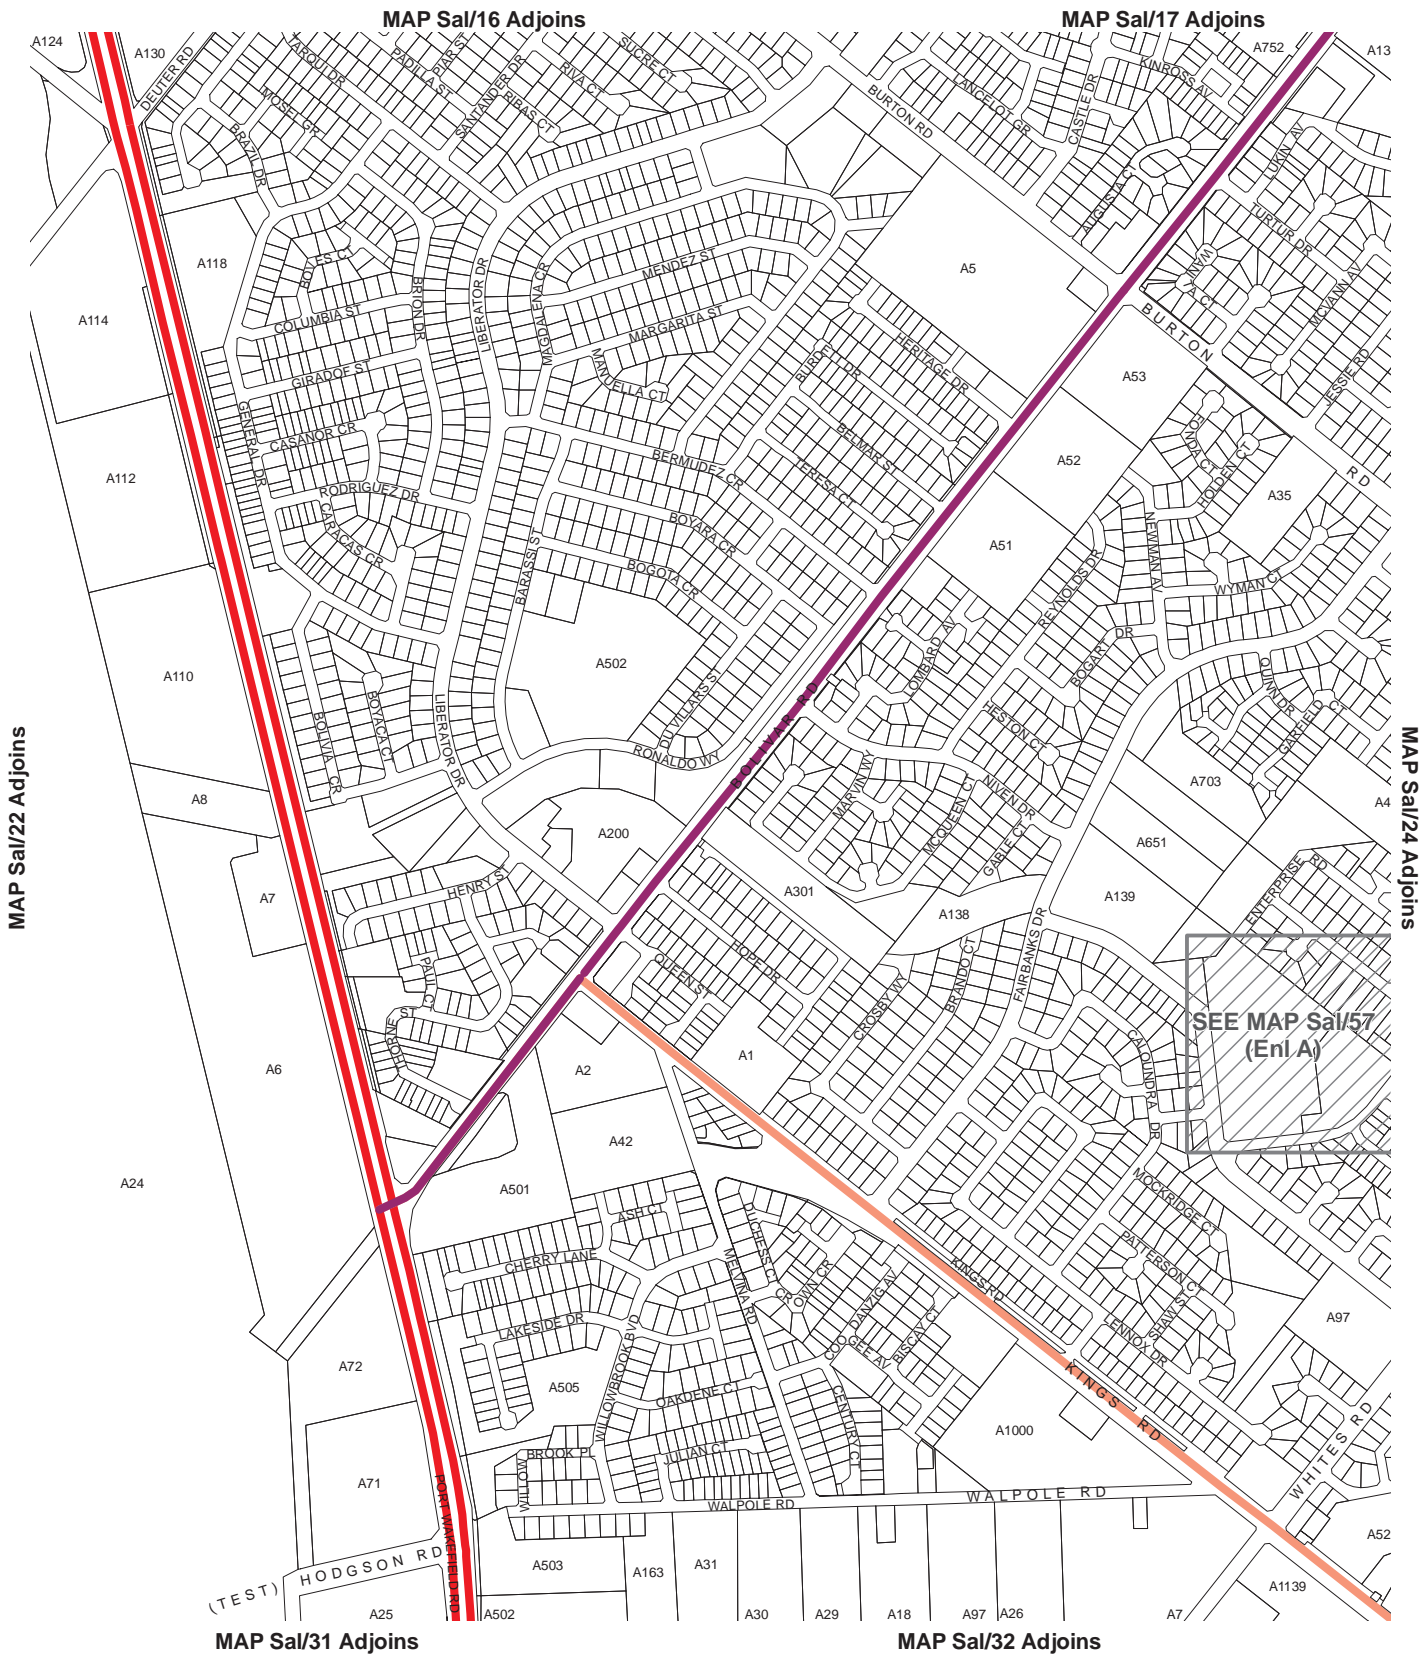 MAP Sal/16 Adjoins
MAP Sal/17 Adjoins
A124
A130
DEUTER RD
TARQUI DR
PADILLA ST
PIAR ST
SANTANDER DR
RIBAS CT
RIVA CT
SUCRE CT
MOSEL GR
BRAZIL DR
BURTON RD
LANCELOT GR
CASTLE DR
KINROSS AV
A752
A13
AUGUSTA CT
LUKIN AV
TURTUR DR
MCVANN AV
JESSIE RD
A118
A114
BOYES CT
COLUMBIA ST
BRION DR
LIBERATOR DR
MAGDALENA CR
MENDEZ ST
MARGARITA ST
MANUELLA CT
GIRADOF ST
GENERAL DR
CASANOR CR
A112
RODRIGUEZ DR
CARACAS CR
A5
HERITAGE DR
BELMAR ST
TERESA CT
BERMUDEZ CR
BOYARA CR
BOGOTA CR
BARASSI ST
BURTON
RD
A53
A52
A51
FONDA CT
HOLDEN CT
A35
NEWMAN AV
WYMAN CT
REYNOLDS DR
BOGARY DR
LOMBARD AV
HESTON CT
QUINN DR
GARFIELD CT
A110
A502
DU VILLARS ST
RONALDO WY
BOLIVAR RD
BOLIVIA CR
BOYACA CT
LIBERATOR DR
MAP Sal/22 Adjoins
MAP Sal/24 Adjoins
A8
A7
A200
A301
MARVIN WY
MCQUEEN CT
NIVEN DR
GABLE CT
A703
A4
A651
A139
A138
ENTERPRISE RD
HENRY ST
PAUL CT
THORNE ST
HOPE DR
QUEEN ST
CROSBY WY
BRANDO CT
FAIRBANKS DR
CALOUNDRA DR
SEE MAP Sal/57
(Enl A)
A6
A24
A1
A2
A42
A501
ASH CT
CHERRY LANE
LAKESIDE DR
WILLOWBROOK BVD
MELVINA RD
DUCHESS CT
OWN CR
DANZIG AV
GEE AV
BISCAY CT
KINGS RD
MOCKRIDGE CT
PATTERSON CT
SHAW ST
LENNOX DR
A97
A72
A505
OAKDENE CT
JULIAN CT
CENTURY CT
A1000
KINGS RD
WHITES RD
A71
WILLOW
BROOK PL
WALPOLE RD
WALPOLE RD
PORT WAKEFIELD RD
(TEST) HODGSON RD
A503
A163
A31
A52
A1139
A25
A502
A30
A29
A18
A97
A26
A7
MAP Sal/31 Adjoins
MAP Sal/32 Adjoins